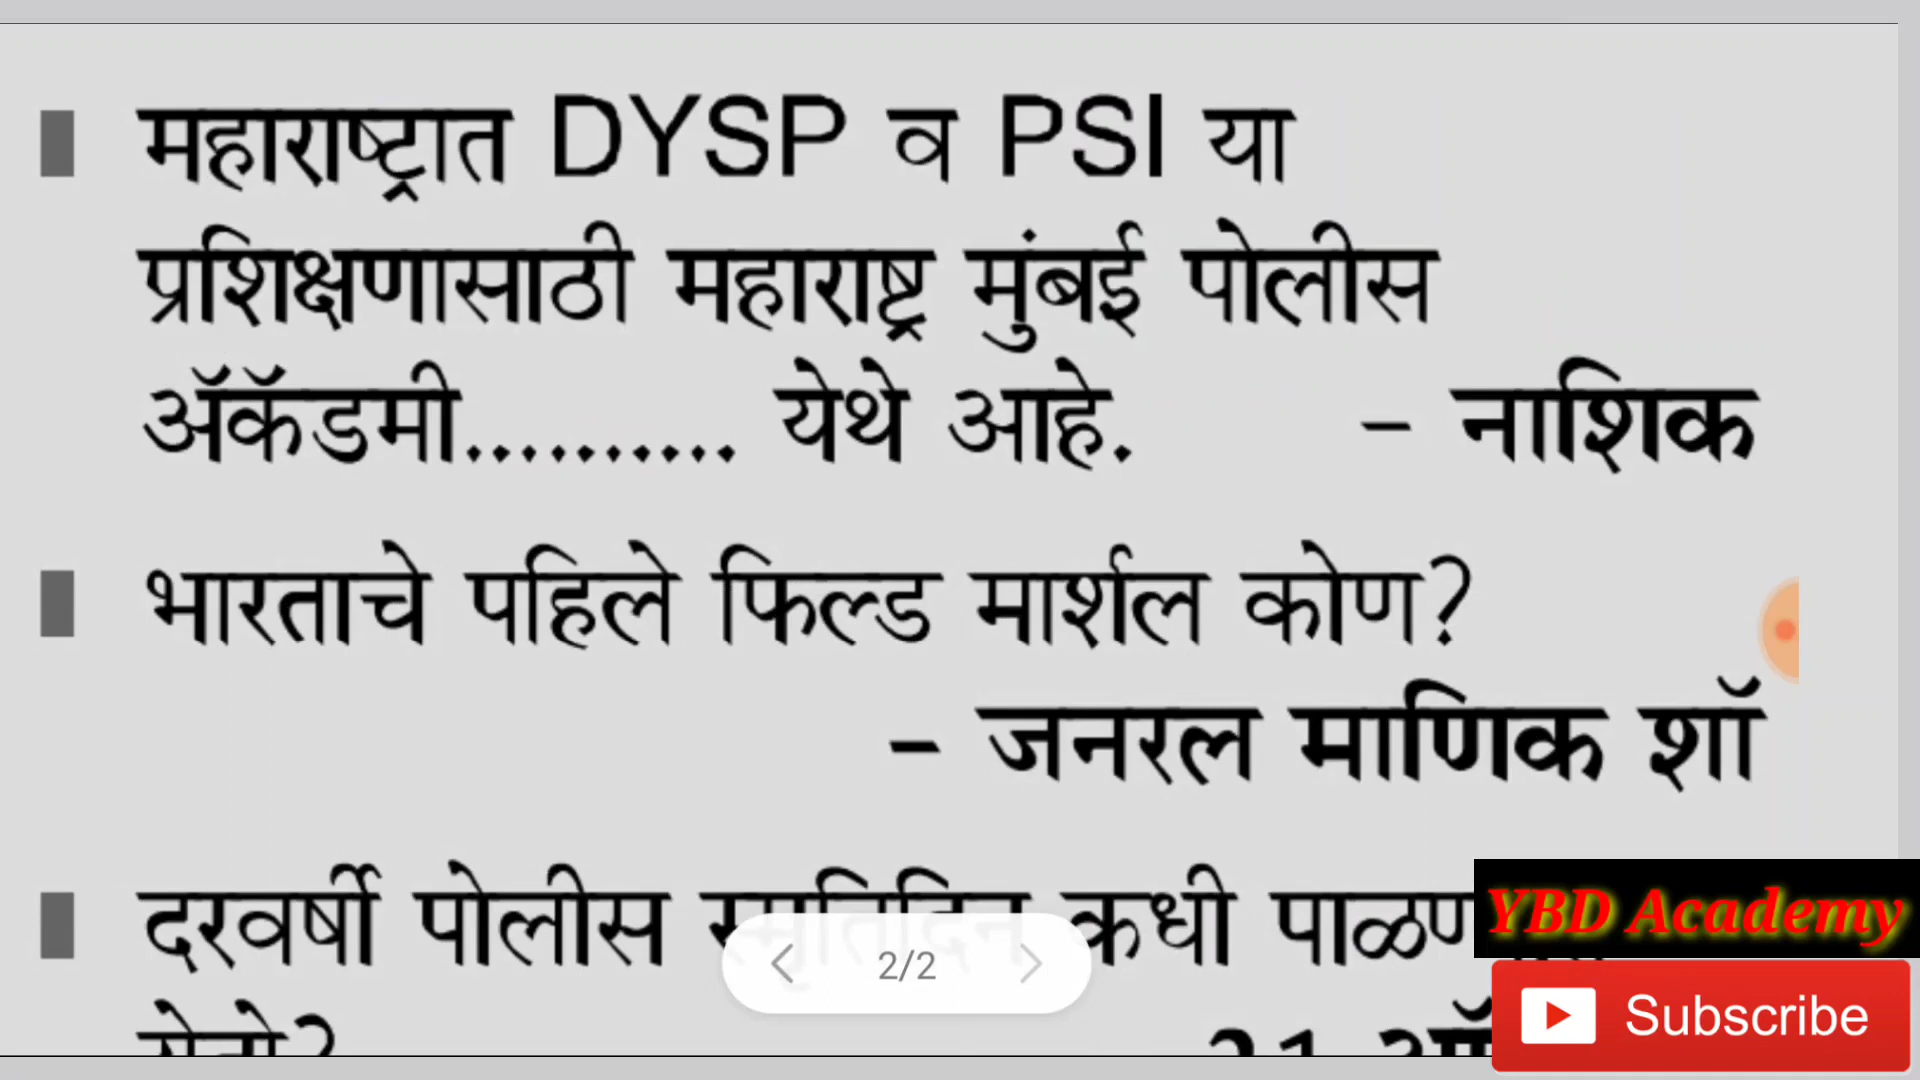 महाराष्ट्रात DYSP व PSI या
प्रशिक्षणासाठी महाराष्ट्र मुंबई पोलीस
ॲकॅडमी.......... येथे आहे. – नाशिक
भारताचे पहिले फिल्ड मार्शल कोण?
– जनरल माणिक शॉ
दरवर्षी पोलीस स्मृतिदिन कधी
2/2
YBD Academy
Subscribe